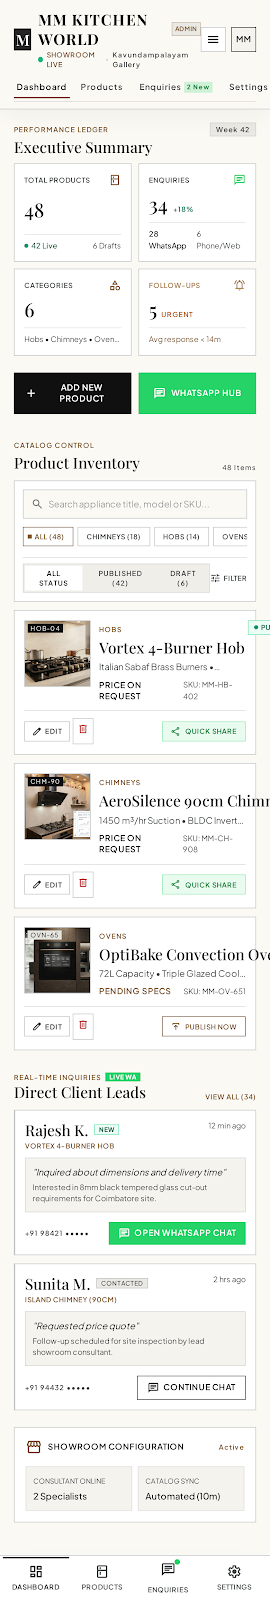 M
MM KITCHEN
WORLD
ADMIN
MM
SHOWROOM
LIVE
·
Kavundampalayam
Gallery
Dashboard
Products
Enquiries
2 New
Settings
PERFORMANCE LEDGER
Executive Summary
Week 42
TOTAL PRODUCTS
48
42 Live
6 Drafts
ENQUIRIES
34 +18%
28
WhatsApp
6
Phone/Web
CATEGORIES
6
Hobs • Chimneys • Oven...
FOLLOW-UPS
5 URGENT
Avg response < 14m
+ ADD NEW
PRODUCT
WHATSAPP HUB
CATALOG CONTROL
Product Inventory
48 Items
Search appliance title, model or SKU...
ALL (48)
CHIMNEYS (18)
HOBS (14)
OVENS
ALL
STATUS
PUBLISHED
(42)
DRAFT
(6)
FILTER
HOB-04
HOBS
PU
Vortex 4-Burner Hob
Italian Sabaf Brass Burners •...
PRICE ON
REQUEST
SKU: MM-HB-
402
EDIT
QUICK SHARE
CHM-90
CHIMNEYS
AeroSilence 90cm Chimn
1450 m³/hr Suction • BLDC Invert...
PRICE ON
REQUEST
SKU: MM-CH-
908
EDIT
QUICK SHARE
OVN-65
OVENS
OptiBake Convection Ove
72L Capacity • Triple Glazed Cool...
PENDING SPECS
SKU: MM-OV-651
EDIT
PUBLISH NOW
REAL-TIME INQUIRIES
LIVE WA
Direct Client Leads
VIEW ALL (34)
Rajesh K.
NEW
12 min ago
VORTEX 4-BURNER HOB
"Inquired about dimensions and delivery time"
Interested in 8mm black tempered glass cut-out
requirements for Coimbatore site.
+91 98421 •••••
OPEN WHATSAPP CHAT
Sunita M.
CONTACTED
2 hrs ago
ISLAND CHIMNEY (90CM)
"Requested price quote"
Follow-up scheduled for site inspection by lead
showroom consultant.
+91 94432 •••••
CONTINUE CHAT
SHOWROOM CONFIGURATION
Active
CONSULTANT ONLINE
2 Specialists
CATALOG SYNC
Automated (10m)
DASHBOARD
PRODUCTS
ENQUIRIES
SETTINGS